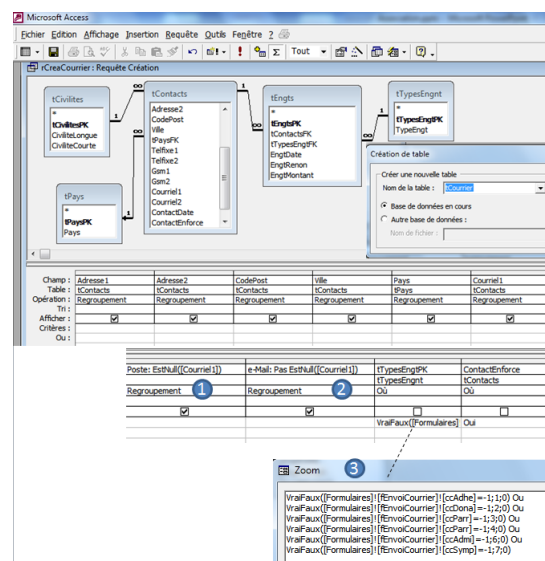 Microsoft Access
Fichier Edition Affichage Insertion Requête Outils Fenêtre ?
Σ Tout
rCreaCourrier : Requête Création
tCivilites
*
tCivilitesPK
CiviliteLongue
CiviliteCourte
tContacts
Adresse2
CodePost
Ville
tPaysFK
Telfixe1
Telfixe2
Gsm1
Gsm2
Courriel1
Courriel2
ContactDate
ContactEnforce
tEngts
*
tEngtsPK
tContactsFK
tTypesEngtFK
EngtDate
EngtRenon
EngtMontant
tTypesEngnt
*
tTypesEngtPK
TypeEngt
tPays
*
tPaysPK
Pays
∞ 1 1 ∞ 1 ∞ ∞ 1
Création de table
Créer une nouvelle table
Nom de la table : tCourrier
Base de données en cours
Autre base de données :
Nom de fichier :
Champ : Adresse1 Adresse2 CodePost Ville Pays Courriel1
Table : tContacts tContacts tContacts tContacts tPays tContacts
Opération : Regroupement Regroupement Regroupement Regroupement Regroupement Regroupement
Tri :
Afficher :
Critères :
Ou :
Poste: EstNull([Courriel1]) e-Mail: Pas EstNull([Courriel1]) tTypesEngtPK ContactEnforce
tTypesEngnt tContacts
Regroupement 1 Regroupement 2 Où Où
VraiFaux([Formulaires] Oui
Zoom 3
VraiFaux([Formulaires]![fEnvoiCourrier]![ccAdhe]=-1;1;0) Ou
VraiFaux([Formulaires]![fEnvoiCourrier]![ccDona]=-1;2;0) Ou
VraiFaux([Formulaires]![fEnvoiCourrier]![ccParr]=-1;3;0) Ou
VraiFaux([Formulaires]![fEnvoiCourrier]![ccParr]=-1;4;0) Ou
VraiFaux([Formulaires]![fEnvoiCourrier]![ccAdmi]=-1;6;0) Ou
VraiFaux([Formulaires]![fEnvoiCourrier]![ccSymp]=-1;7;0)